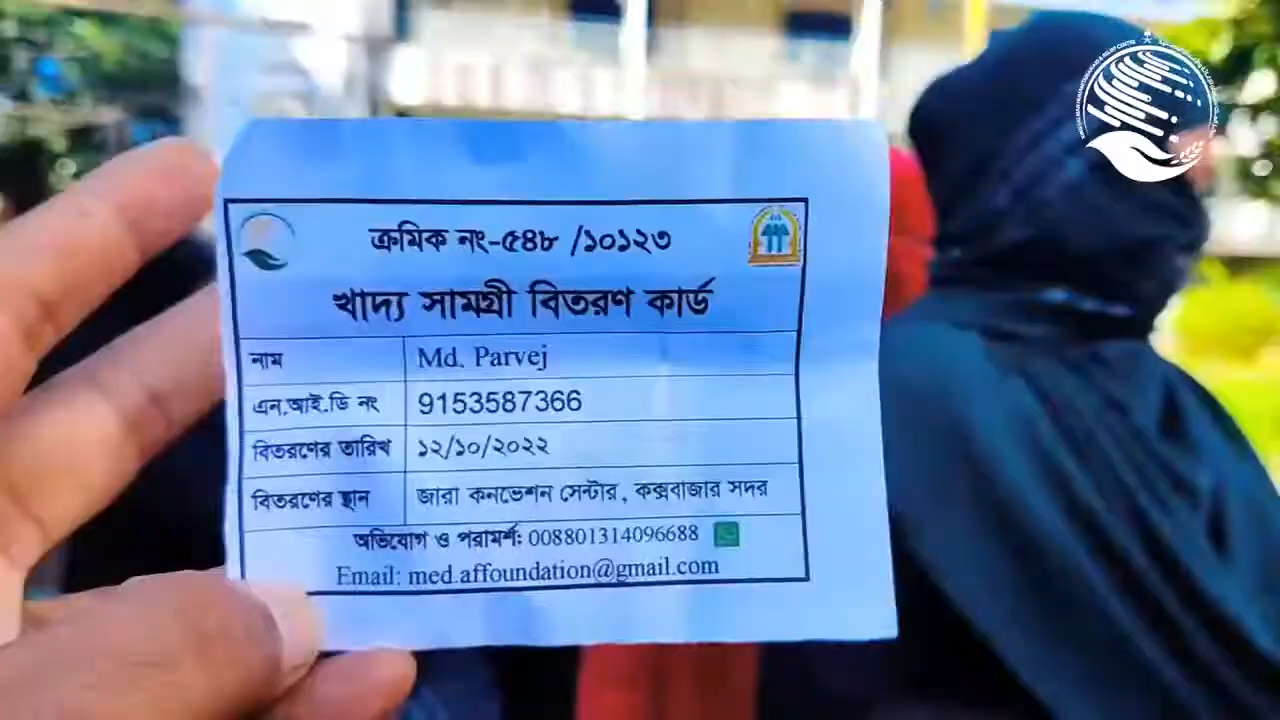 ক্রমিক নং-৫৪৮ /১০১২৩
খাদ্য সামগ্রী বিতরণ কার্ড
নাম Md. Parvej
এন.আই.ডি নং 9153587366
বিতরণের তারিখ ১২/১০/২০২২
বিতরণের স্থান জারা কনভেশন সেন্টার, কক্সবাজার সদর
অভিযোগ ও পরামর্শ: 008801314096688
Email: med.affoundation@gmail.com